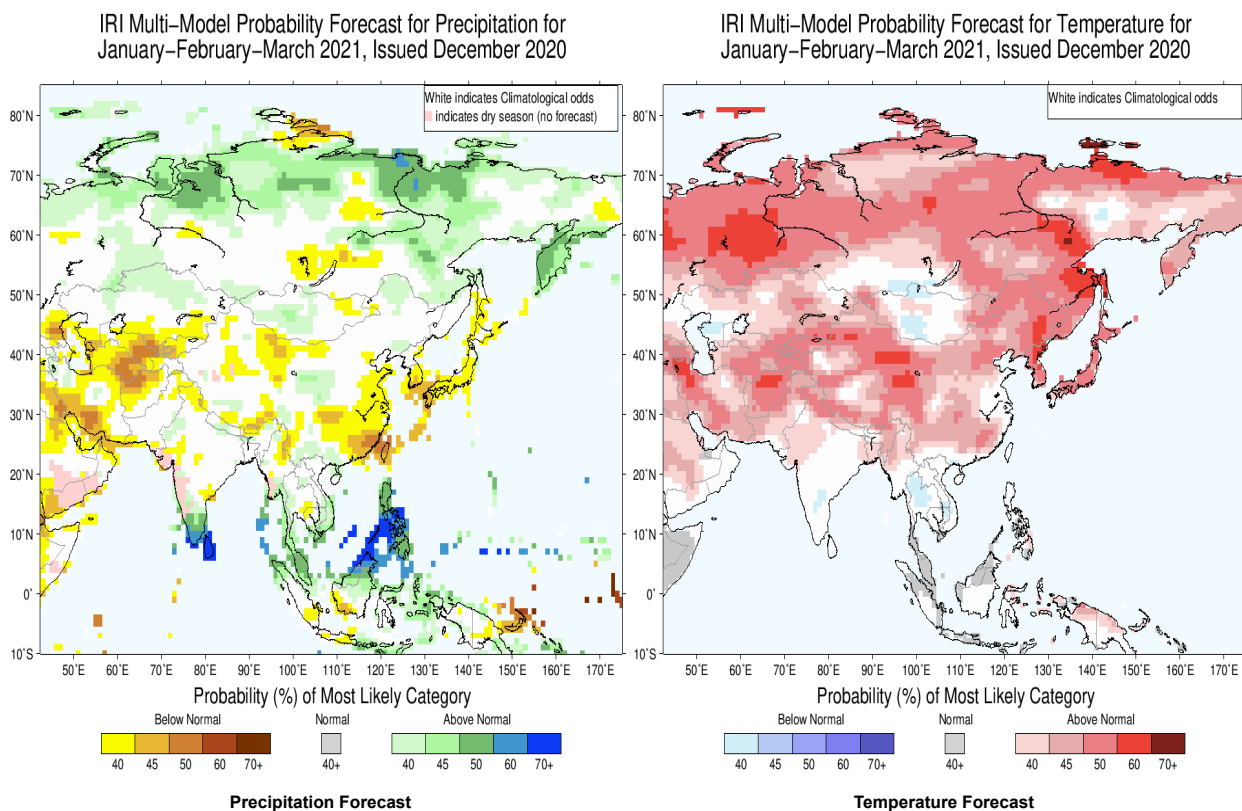 IRI Multi−Model Probability Forecast for Precipitation for
January−February−March 2021, Issued December 2020
White indicates Climatological odds
indicates dry season (no forecast)
80˚N
70˚N
60˚N
50˚N
40˚N
30˚N
20˚N
10˚N
0˚
10˚S
50˚E 60˚E 70˚E 80˚E 90˚E 100˚E 110˚E 120˚E 130˚E 140˚E 150˚E 160˚E 170˚E
Probability (%) of Most Likely Category
Below Normal Normal Above Normal
40 45 50 60 70+ 40+ 40 45 50 60 70+
Precipitation Forecast
IRI Multi−Model Probability Forecast for Temperature for
January−February−March 2021, Issued December 2020
White indicates Climatological odds
80˚N
70˚N
60˚N
50˚N
40˚N
30˚N
20˚N
10˚N
0˚
10˚S
50˚E 60˚E 70˚E 80˚E 90˚E 100˚E 110˚E 120˚E 130˚E 140˚E 150˚E 160˚E 170˚E
Probability (%) of Most Likely Category
Below Normal Normal Above Normal
40 45 50 60 70+ 40+ 40 45 50 60 70+
Temperature Forecast